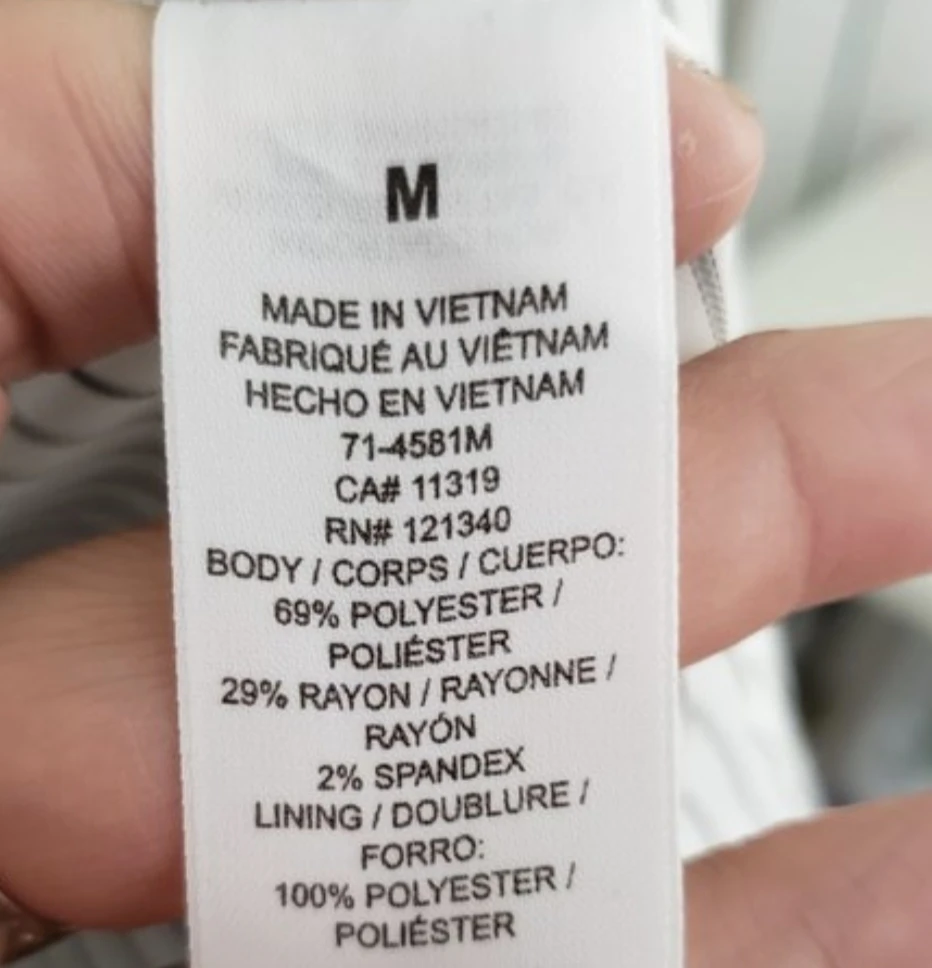 M
MADE IN VIETNAM
FABRIQUÉ AU VIÊTNAM
HECHO EN VIETNAM
71-4581M
CA# 11319
RN# 121340
BODY / CORPS / CUERPO:
69% POLYESTER /
POLIÉSTER
29% RAYON / RAYONNE /
RAYÓN
2% SPANDEX
LINING / DOUBLURE /
FORRO:
100% POLYESTER /
POLIÉSTER